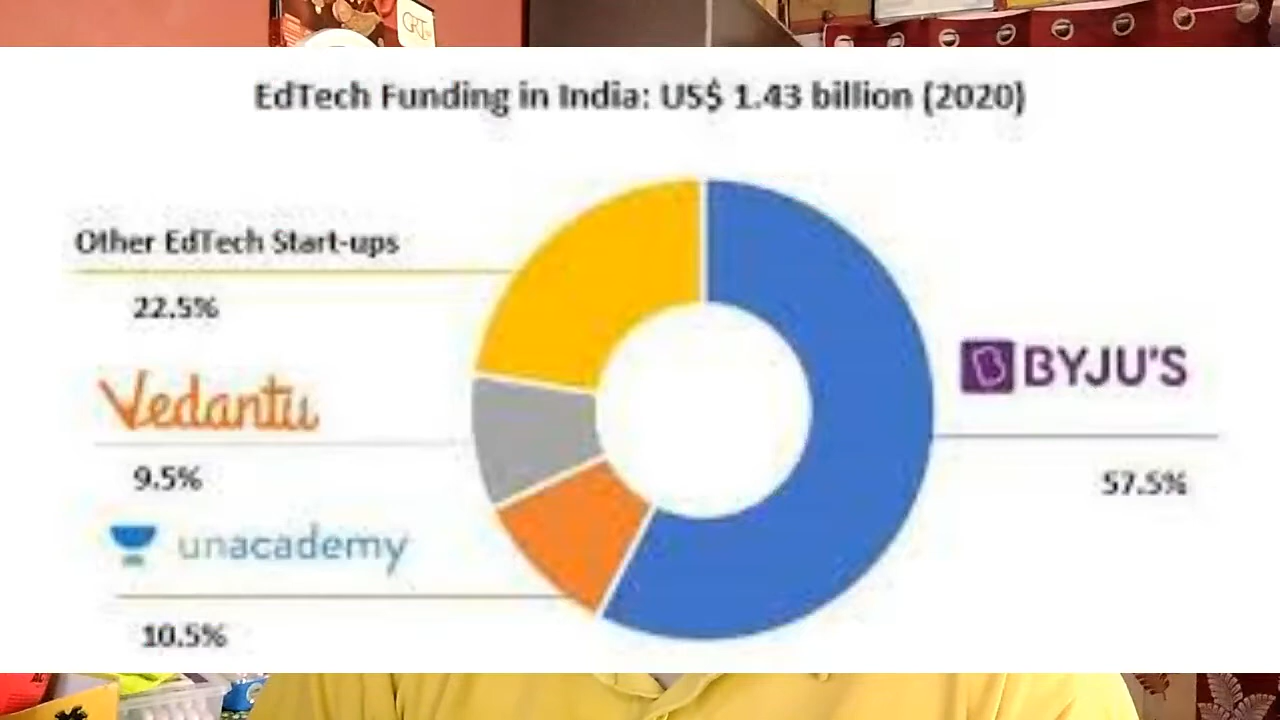 GRT
EdTech Funding in India: US$ 1.43 billion (2020)
Other EdTech Start-ups
22.5%
Vedantu
9.5%
unacademy
10.5%
BYJU'S
57.5%